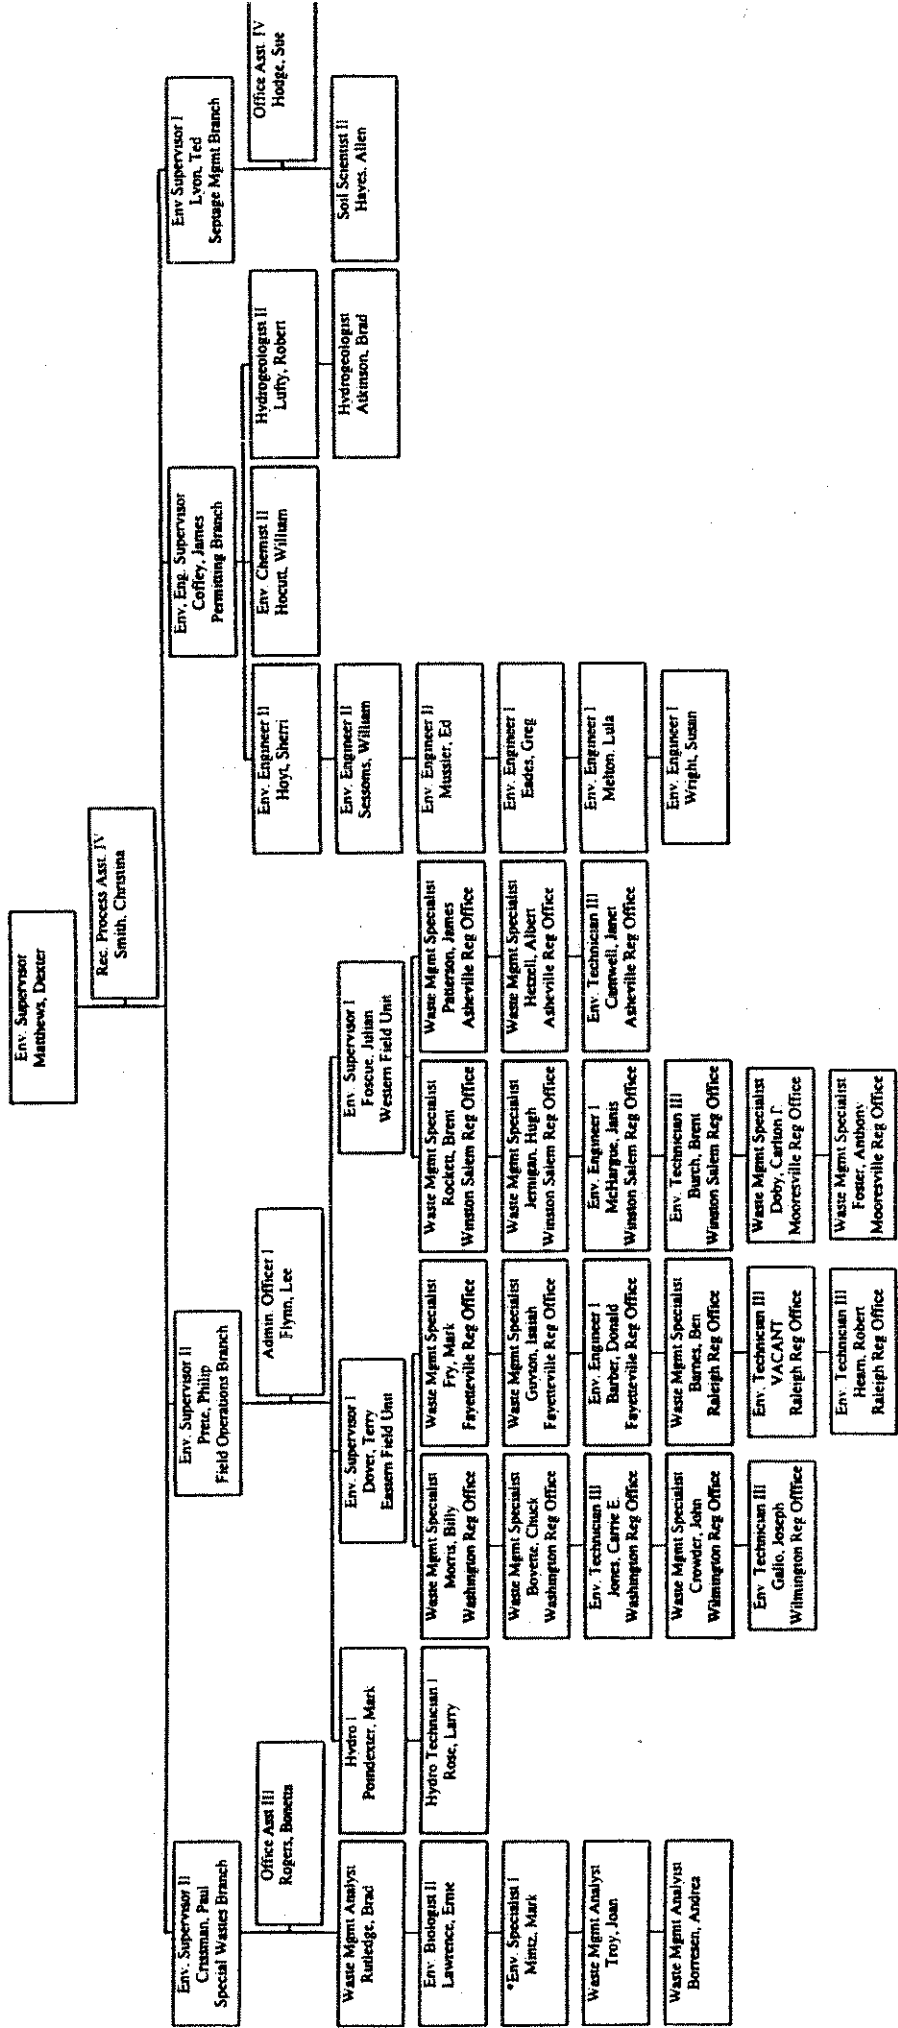 Env. Supervisor
Matthews, Dexter
Rec. Process Asst. IV
Smith, Christina
Env. Supervisor II
Crissman, Paul
Special Wastes Branch
Env. Supervisor II
Prete, Philip
Field Operations Branch
Env, Eng. Supervisor
Coffey, James
Permitting Branch
Env Supervisor I
Lyon, Ted
Septage Mgmt Branch
Office Asst III
Rogers, Bonetta
Admin. Officer I
Flynn, Lee
Env. Engineer II
Hoyt, Sherri
Env. Chemist II
Hocutt, William
Hydrogeologist II
Lufty, Robert
Office Asst. IV
Hodge, Sue
Waste Mgmt Analyst
Rutledge, Brad
Hydro I
Poindexter, Mark
Env. Supervisor I
Dover, Terry
Eastern Field Unit
Env. Supervisor I
Foscue, Julian
Western Field Unit
Env. Engineer II
Sessoms, William
Hydrogeologist
Atkinson, Brad
Soil Scientist II
Hayes, Allen
Env. Biologist II
Lawrence, Ernie
Hydro Technician I
Rose, Larry
Waste Mgmt Specialist
Morris, Billy
Washington Reg Office
Waste Mgmt Specialist
Fry, Mark
Fayetteville Reg Office
Waste Mgmt Specialist
Rockett, Brent
Winston Salem Reg Office
Waste Mgmt Specialist
Patterson, James
Asheville Reg Office
Env. Engineer II
Mussler, Ed
*Env. Specialist I
Mintz, Mark
Waste Mgmt Specialist
Boyette, Chuck
Washington Reg Office
Waste Mgmt Specialist
Guyton, Isaiah
Fayetteville Reg Office
Waste Mgmt Specialist
Jernigan, Hugh
Winston Salem Reg Office
Waste Mgmt Specialist
Hetzell, Albert
Asheville Reg Office
Env. Engineer I
Eades, Greg
Waste Mgmt Analyst
Troy, Joan
Env. Technician III
Jones, Carrie E.
Washington Reg Office
Env. Engineer I
Barber, Donald
Fayetteville Reg Office
Env. Engineer I
McHargue, Janis
Winston Salem Reg Office
Env. Technician III
Cantwell, Janet
Asheville Reg Office
Env. Engineer I
Melton, Lula
Waste Mgmt Analyist
Borresen, Andrea
Waste Mgmt Specialist
Crowder, John
Wilmington Reg Office
Waste Mgmt Specialist
Barnes, Ben
Raleigh Reg Office
Env. Technician III
Burch, Brent
Winston Salem Reg Office
Env. Engineer I
Wright, Susan
Env Technician III
Gallo, Joseph
Wilmington Reg Offfice
Env. Technician III
VACANT
Raleigh Reg Office
Waste Mgmt Specialist
Doby, Carlton
Mooresville Reg Office
Env. Technician III
Hearn, Robert
Raleigh Reg Office
Waste Mgmt Specialist
Foster, Anthony
Mooresville Reg Office